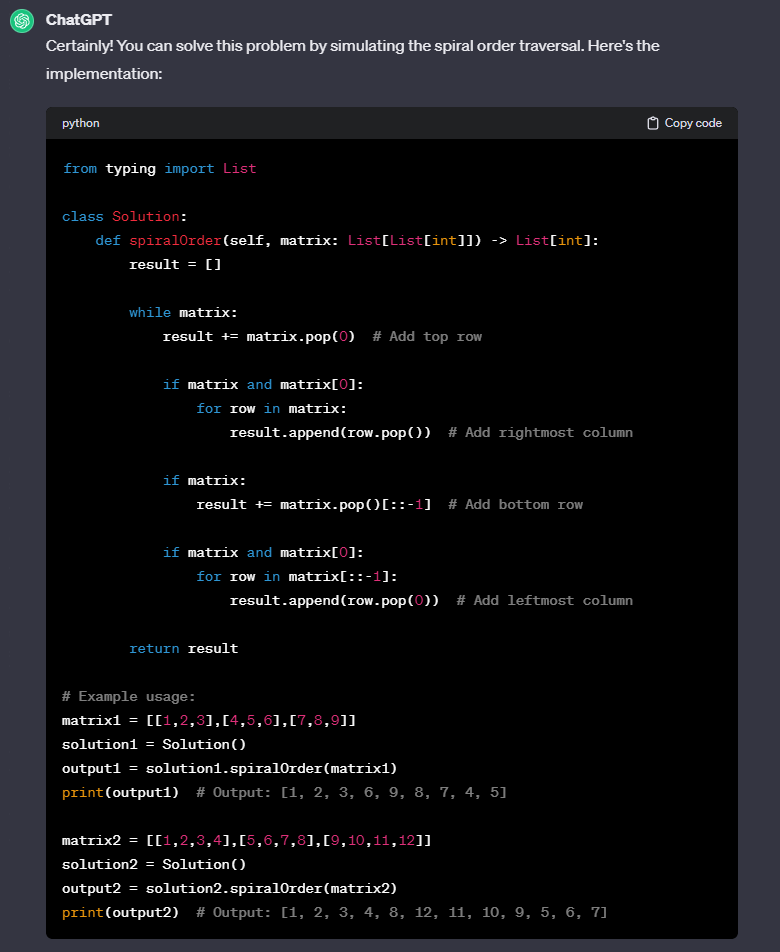 ChatGPT
Certainly! You can solve this problem by simulating the spiral order traversal. Here's the
implementation:
python
Copy code
from typing import List

class Solution:
    def spiralOrder(self, matrix: List[List[int]]) -> List[int]:
        result = []

        while matrix:
            result += matrix.pop(0)  # Add top row

            if matrix and matrix[0]:
                for row in matrix:
                    result.append(row.pop())  # Add rightmost column

            if matrix:
                result += matrix.pop()[::-1]  # Add bottom row

            if matrix and matrix[0]:
                for row in matrix[::-1]:
                    result.append(row.pop(0))  # Add leftmost column

        return result

# Example usage:
matrix1 = [[1,2,3],[4,5,6],[7,8,9]]
solution1 = Solution()
output1 = solution1.spiralOrder(matrix1)
print(output1)  # Output: [1, 2, 3, 6, 9, 8, 7, 4, 5]

matrix2 = [[1,2,3,4],[5,6,7,8],[9,10,11,12]]
solution2 = Solution()
output2 = solution2.spiralOrder(matrix2)
print(output2)  # Output: [1, 2, 3, 4, 8, 12, 11, 10, 9, 5, 6, 7]